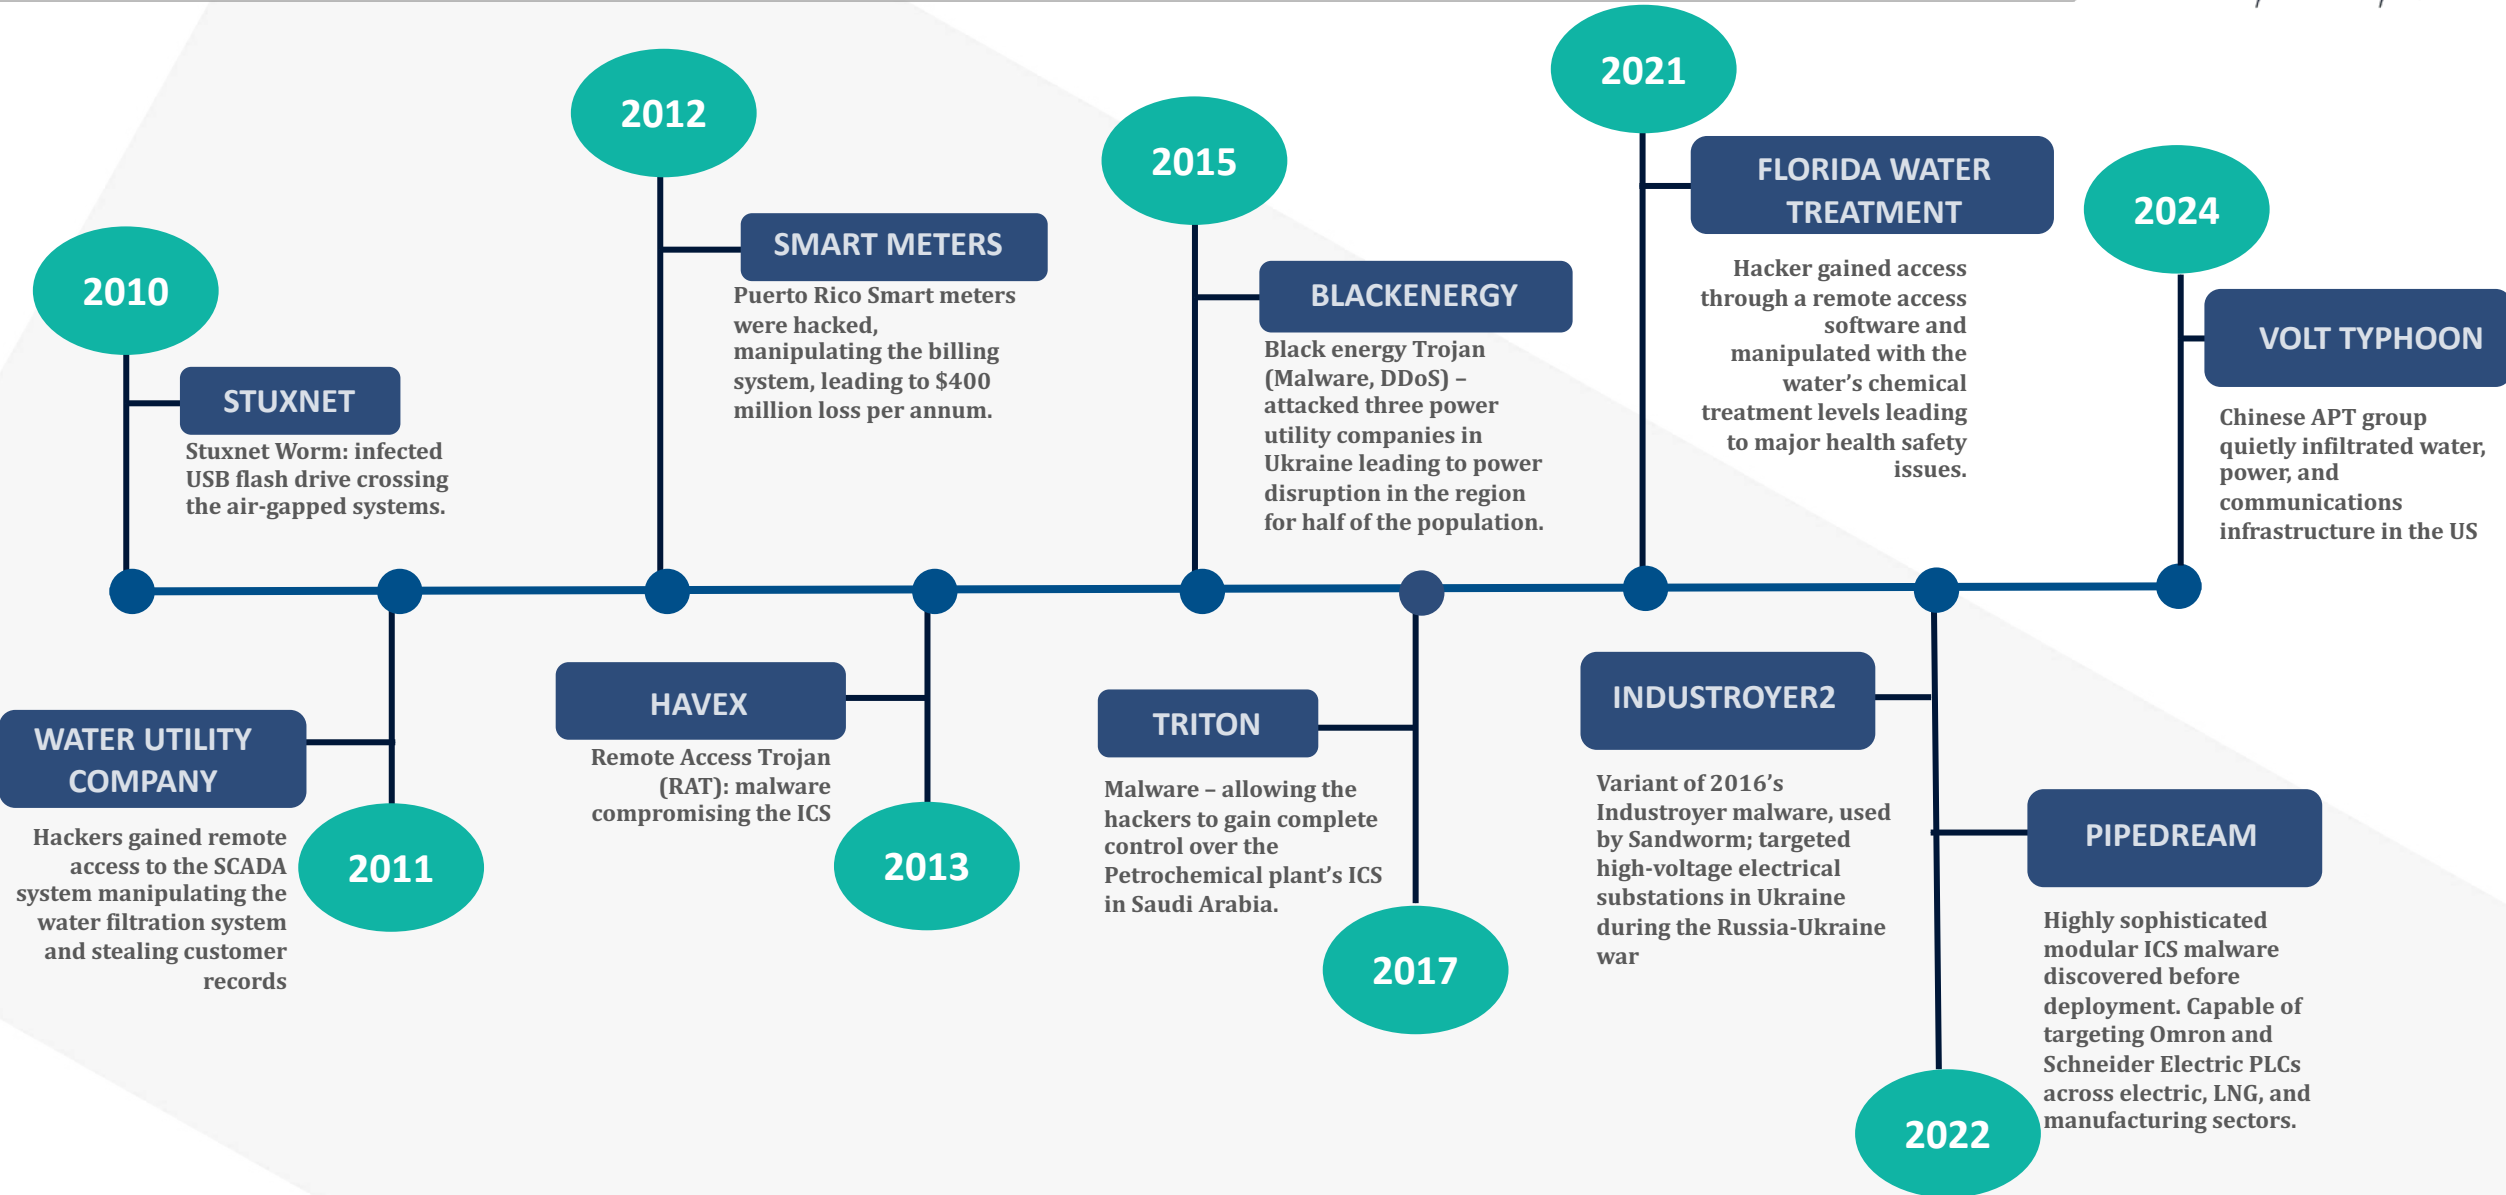 2010
STUXNET
Stuxnet Worm: infected
USB flash drive crossing
the air-gapped systems.
WATER UTILITY
COMPANY
Hackers gained remote
access to the SCADA
system manipulating the
water filtration system
and stealing customer
records
2011
2012
SMART METERS
Puerto Rico Smart meters
were hacked,
manipulating the billing
system, leading to $400
million loss per annum.
HAVEX
Remote Access Trojan
(RAT): malware
compromising the ICS
2013
2015
BLACKENERGY
Black energy Trojan
(Malware, DDoS) –
attacked three power
utility companies in
Ukraine leading to power
disruption in the region
for half of the population.
TRITON
Malware – allowing the
hackers to gain complete
control over the
Petrochemical plant’s ICS
in Saudi Arabia.
2017
2021
FLORIDA WATER
TREATMENT
Hacker gained access
through a remote access
software and
manipulated with the
water’s chemical
treatment levels leading
to major health safety
issues.
INDUSTROYER2
Variant of 2016’s
Industroyer malware, used
by Sandworm; targeted
high-voltage electrical
substations in Ukraine
during the Russia-Ukraine
war
PIPEDREAM
Highly sophisticated
modular ICS malware
discovered before
deployment. Capable of
targeting Omron and
Schneider Electric PLCs
across electric, LNG, and
manufacturing sectors.
2022
2024
VOLT TYPHOON
Chinese APT group
quietly infiltrated water,
power, and
communications
infrastructure in the US